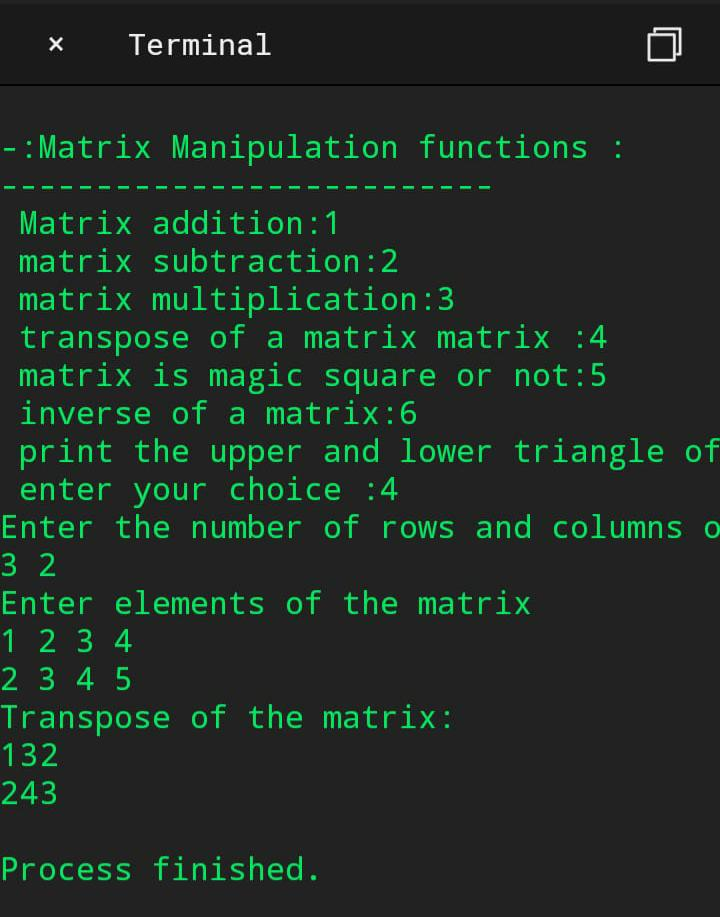 × Terminal
-:Matrix Manipulation functions :
--------------------------
Matrix addition:1
matrix subtraction:2
matrix multiplication:3
transpose of a matrix matrix :4
matrix is magic square or not:5
inverse of a matrix:6
print the upper and lower triangle of
enter your choice :4
Enter the number of rows and columns o
3 2
Enter elements of the matrix
1 2 3 4
2 3 4 5
Transpose of the matrix:
132
243
Process finished.